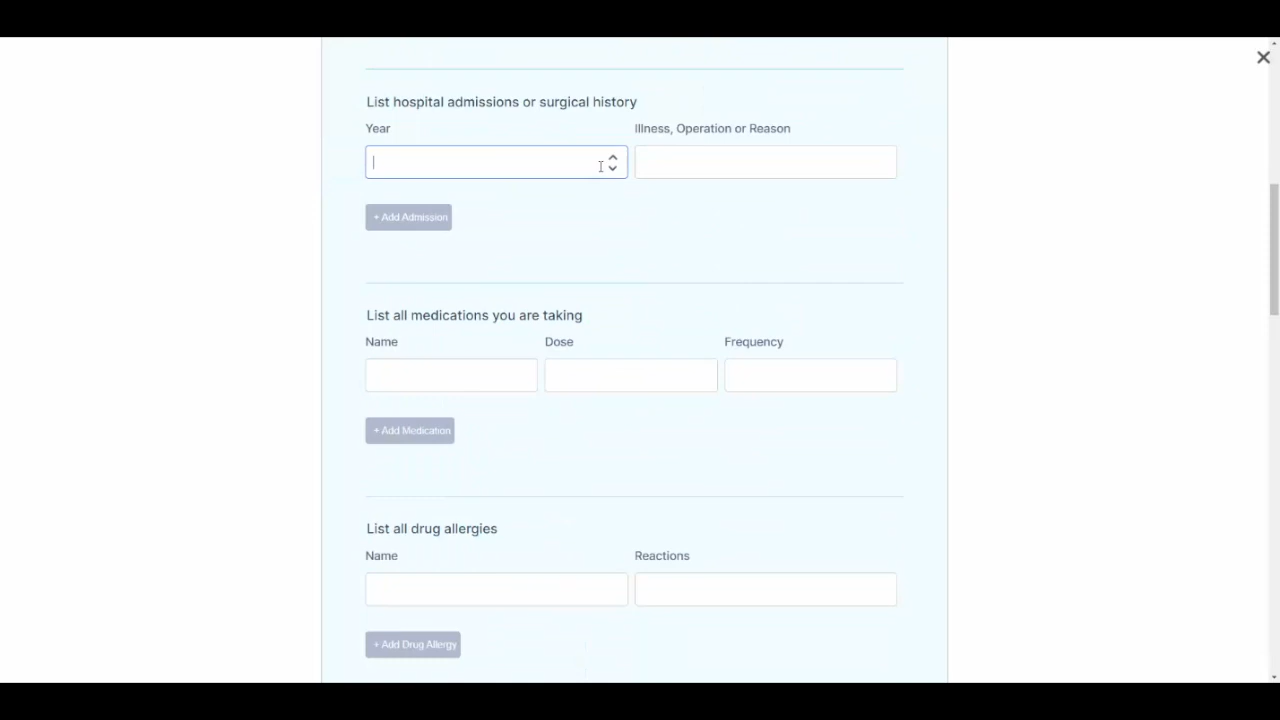 List hospital admissions or surgical history
Year Illness, Operation or Reason
+ Add Admission
List all medications you are taking
Name Dose Frequency
+ Add Medication
List all drug allergies
Name Reactions
+ Add Drug Allergy